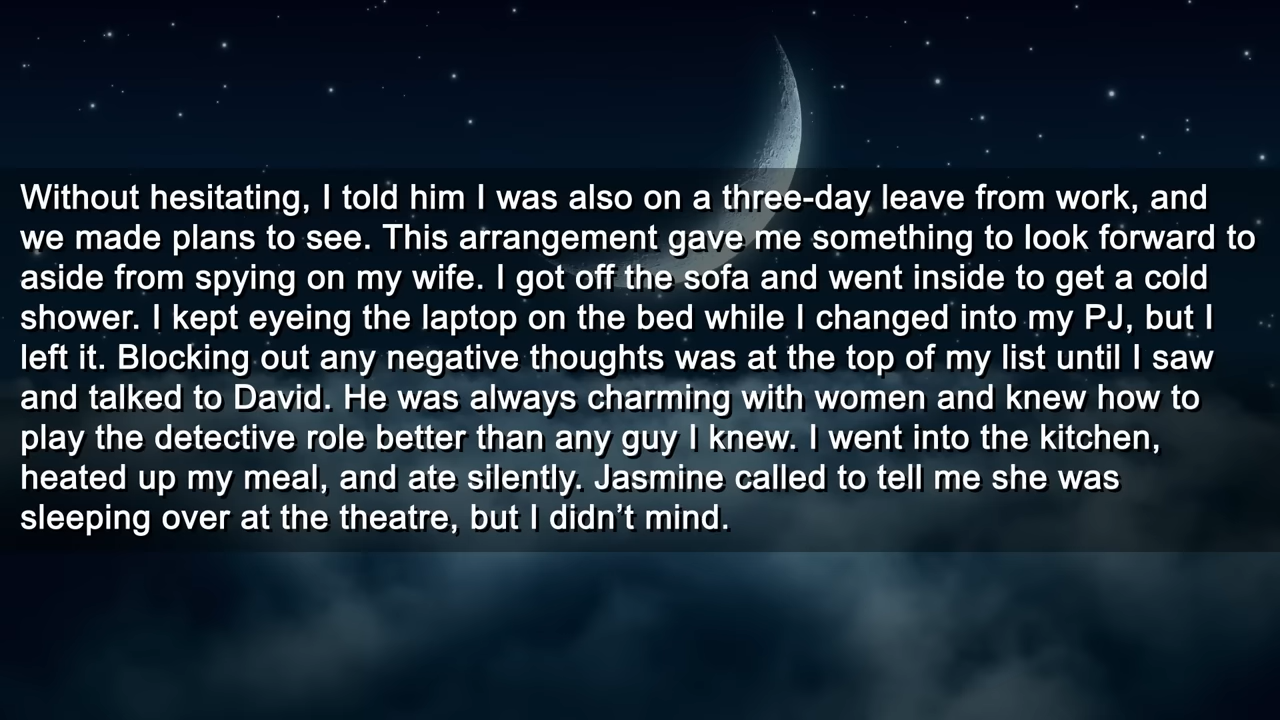 Without hesitating, I told him I was also on a three-day leave from work, and
we made plans to see. This arrangement gave me something to look forward to
aside from spying on my wife. I got off the sofa and went inside to get a cold
shower. I kept eyeing the laptop on the bed while I changed into my PJ, but I
left it. Blocking out any negative thoughts was at the top of my list until I saw
and talked to David. He was always charming with women and knew how to
play the detective role better than any guy I knew. I went into the kitchen,
heated up my meal, and ate silently. Jasmine called to tell me she was
sleeping over at the theatre, but I didn’t mind.